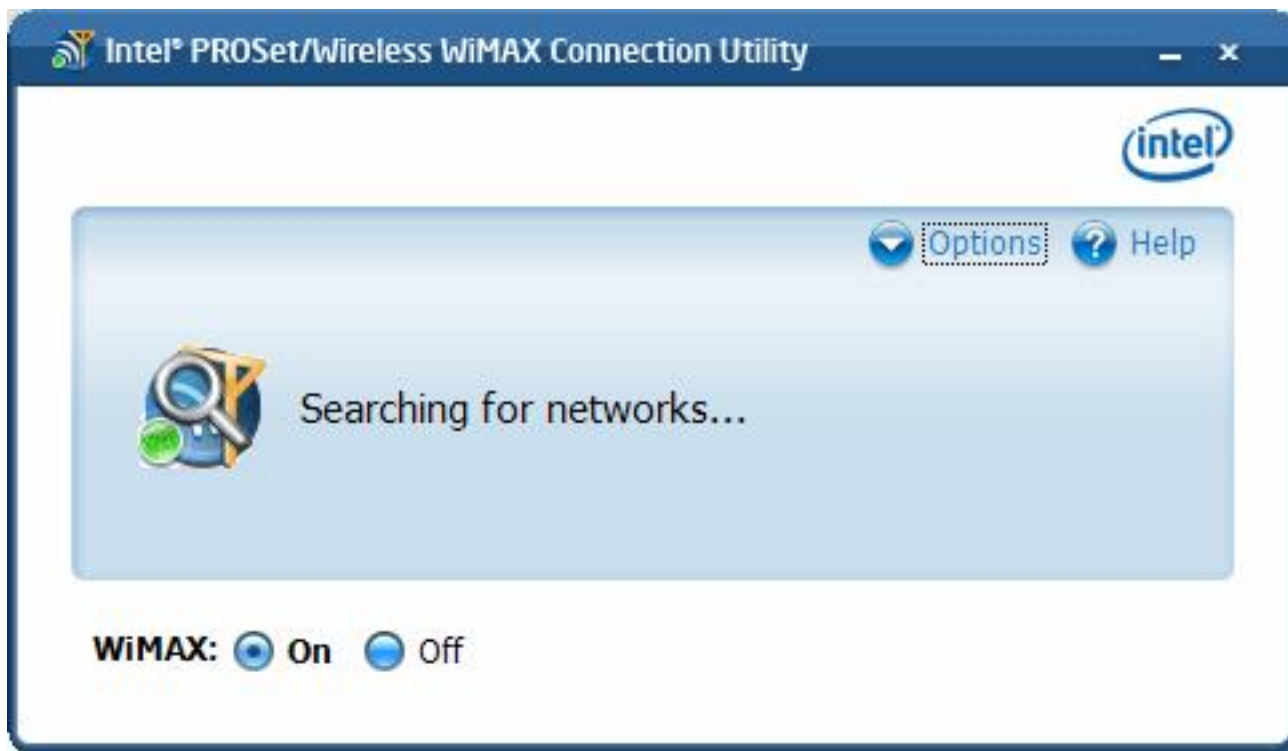 Intel® PROSet/Wireless WiMAX Connection Utility
intel
Options Help
Searching for networks...
WiMAX: On Off